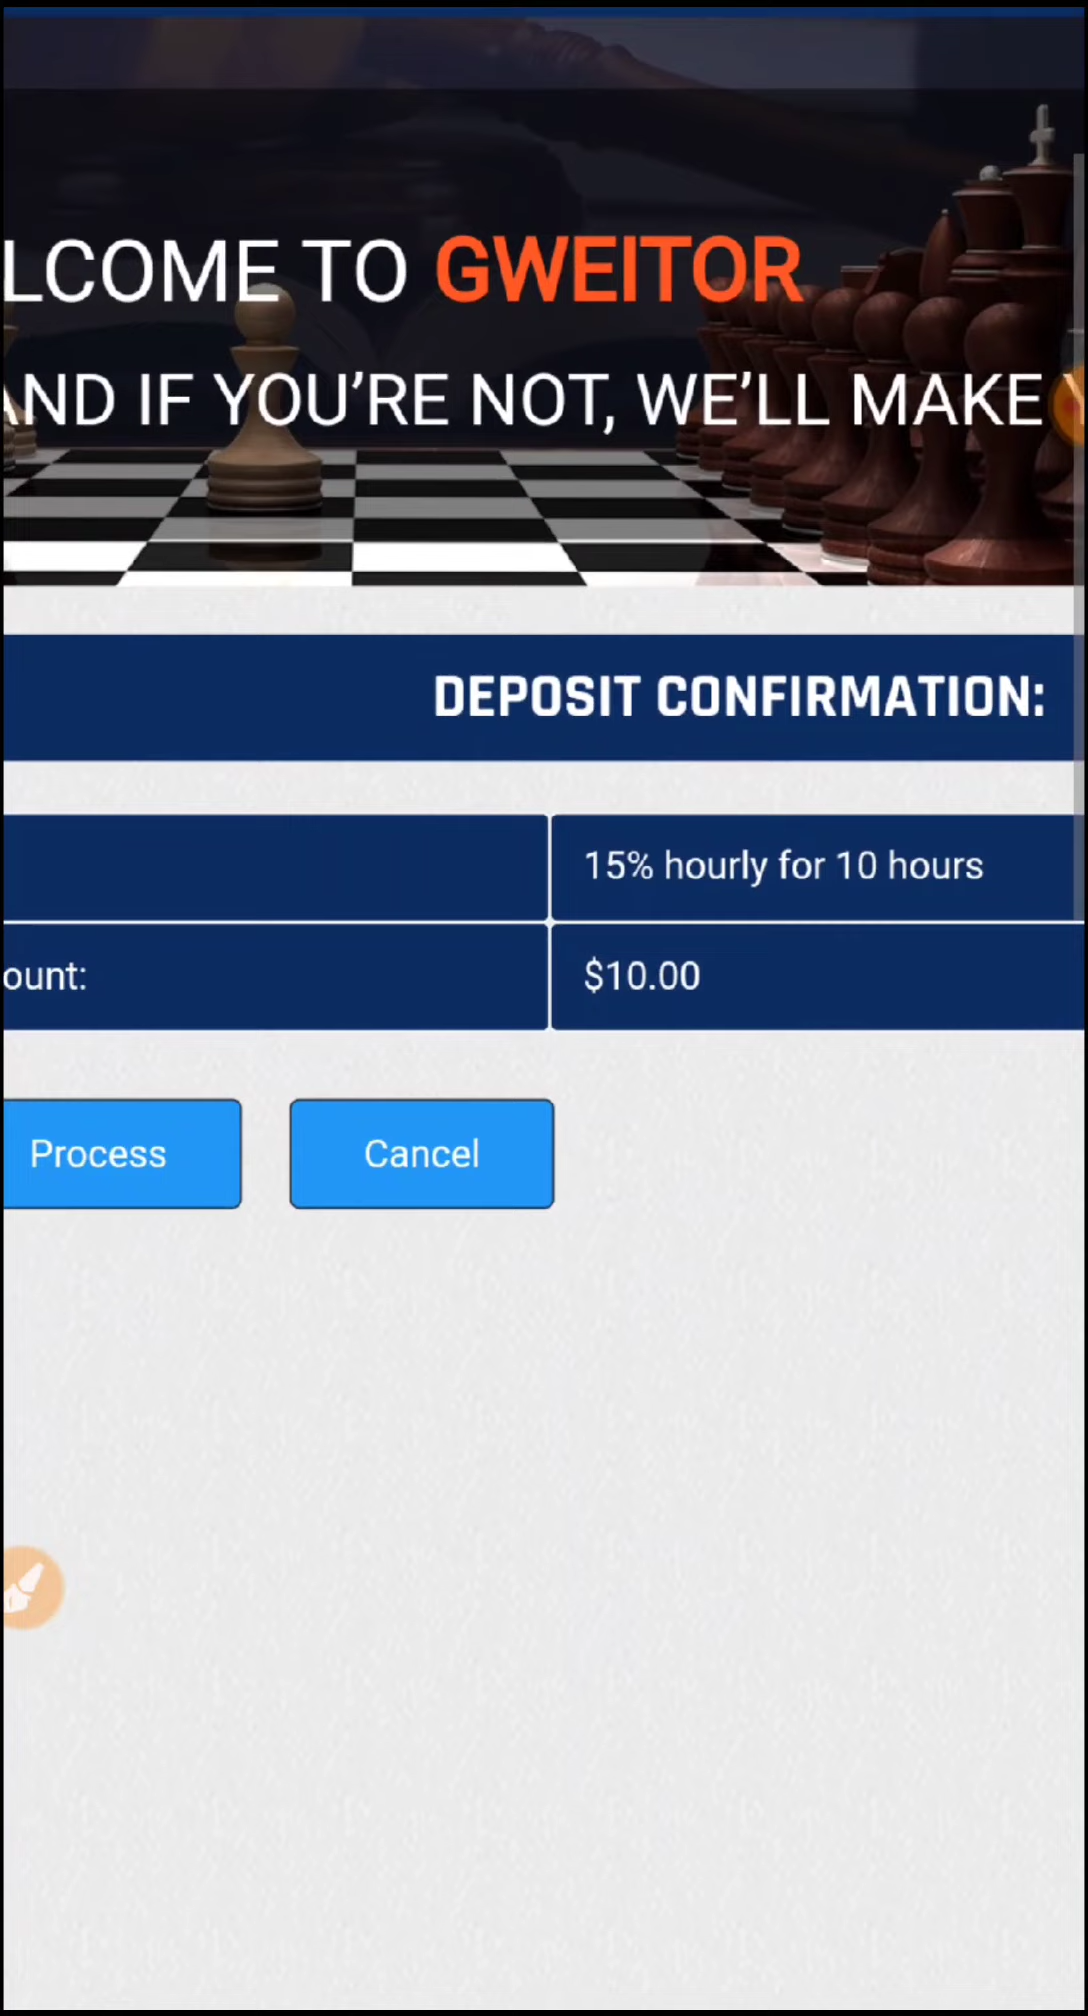 LCOME TO GWEITOR
AND IF YOU’RE NOT, WE’LL MAKE
DEPOSIT CONFIRMATION:
15% hourly for 10 hours
ount:
$10.00
Process
Cancel